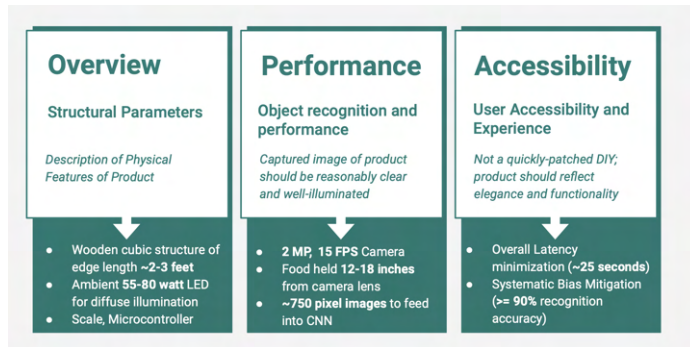 Overview
Structural Parameters
Description of Physical
Features of Product
• Wooden cubic structure of
edge length ~2-3 feet
• Ambient 55-80 watt LED
for diffuse illumination
• Scale, Microcontroller
Performance
Object recognition and
performance
Captured image of product
should be reasonably clear
and well-illuminated
• 2 MP, 15 FPS Camera
• Food held 12-18 inches
from camera lens
• ~750 pixel images to feed
into CNN
Accessibility
User Accessibility and
Experience
Not a quickly-patched DIY;
product should reflect
elegance and functionality
• Overall Latency
minimization (~25 seconds)
• Systematic Bias Mitigation
(>= 90% recognition
accuracy)